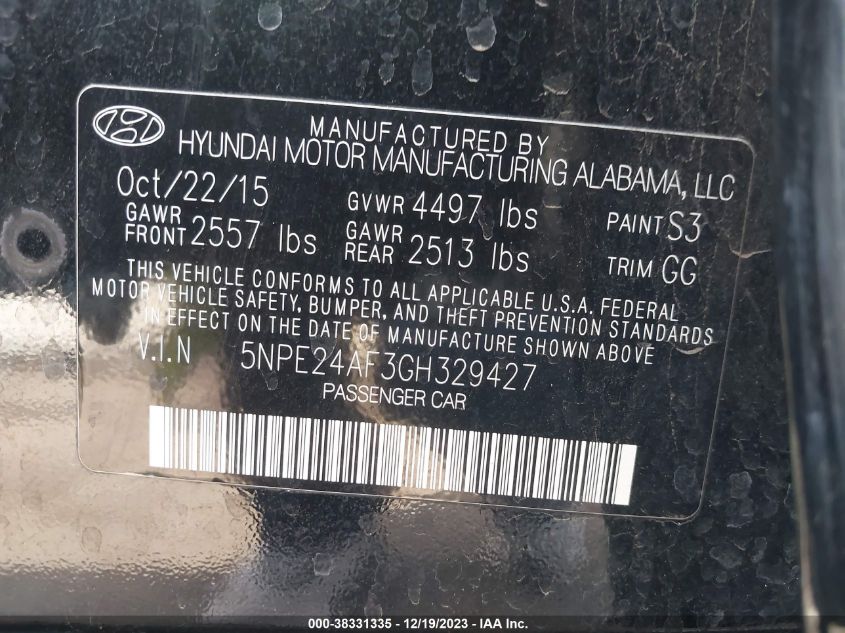 MANUFACTURED BY
HYUNDAI MOTOR MANUFACTURING ALABAMA, LLC
Oct/22/15 GVWR 4497 lbs PAINT S3
GAWR FRONT 2557 lbs GAWR REAR 2513 lbs TRIM GG
THIS VEHICLE CONFORMS TO ALL APPLICABLE U.S.A. FEDERAL
MOTOR VEHICLE SAFETY, BUMPER, AND THEFT PREVENTION STANDARDS
IN EFFECT ON THE DATE OF MANUFACTURE SHOWN ABOVE
V.I.N 5NPE24AF3GH329427
PASSENGER CAR
000-38331335 - 12/19/2023 - IAA Inc.